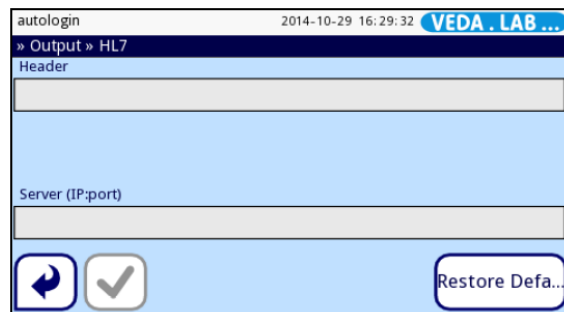 autologin 2014-10-29 16:29:32 VEDA.LAB ...
» Output » HL7
Header
Server (IP:port)
Restore Defa...